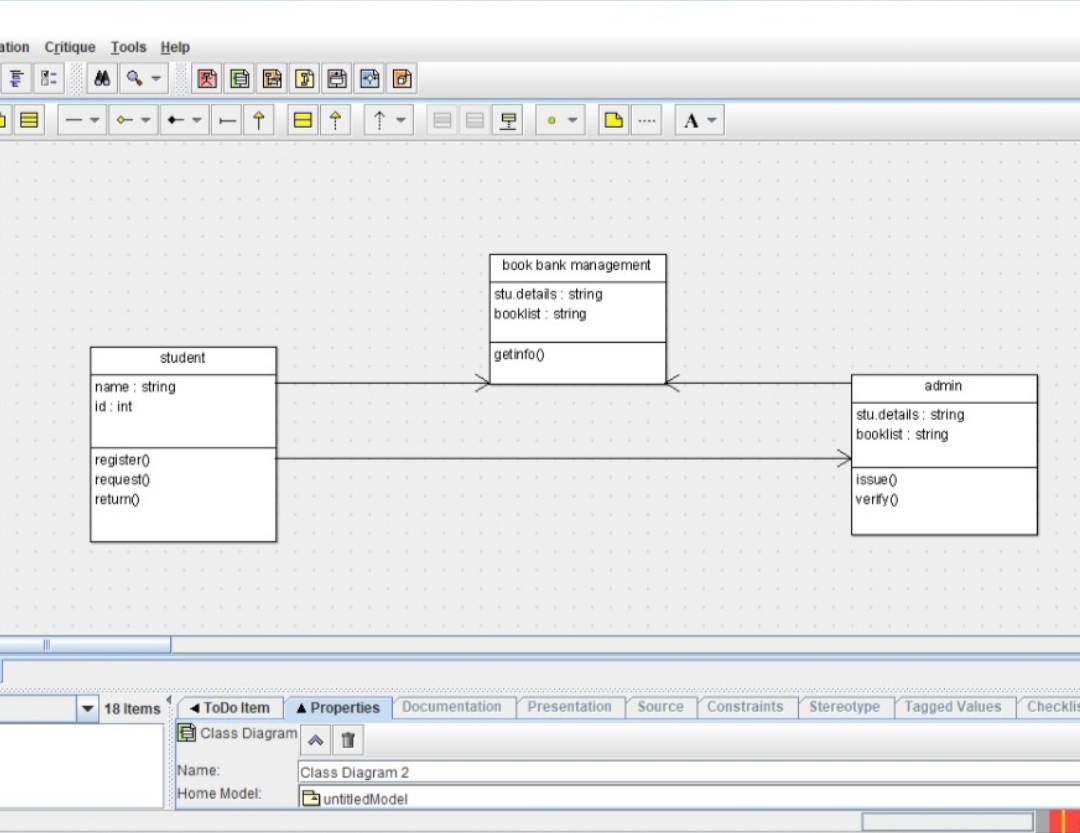 ation Critique Tools Help
A
book bank management
stu.details : string
booklist : string
getinfo()
student
name : string
id : int
register()
request()
return()
admin
stu.details : string
booklist : string
issue()
verify()
18 Items
ToDo Item Properties Documentation Presentation Source Constraints Stereotype Tagged Values Checklis
Class Diagram
Name: Class Diagram 2
Home Model: untitledModel